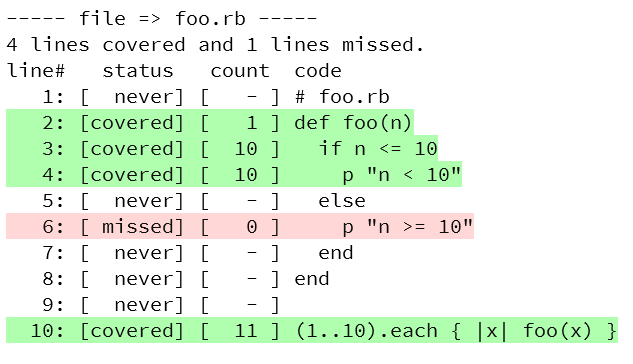 ----- file => foo.rb -----
4 lines covered and 1 lines missed.
line#   status   count  code
   1: [  never] [   - ] # foo.rb
   2: [covered] [   1 ] def foo(n)
   3: [covered] [  10 ]   if n <= 10
   4: [covered] [  10 ]     p "n < 10"
   5: [  never] [   - ]   else
   6: [ missed] [   0 ]     p "n >= 10"
   7: [  never] [   - ]   end
   8: [  never] [   - ] end
   9: [  never] [   - ]
  10: [covered] [  11 ] (1..10).each { |x| foo(x) }